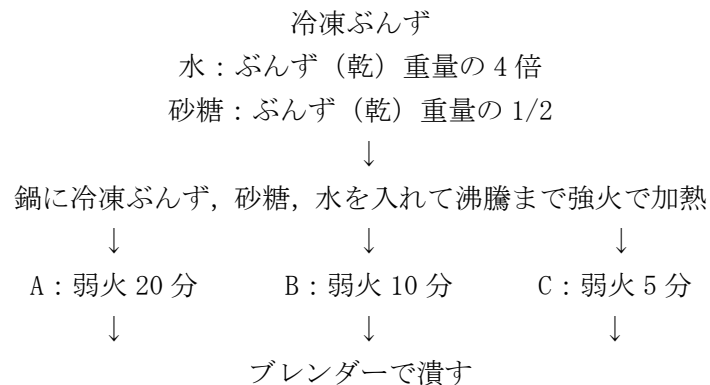 冷凍ぶんず
水：ぶんず（乾）重量の 4 倍
砂糖：ぶんず（乾）重量の 1/2
↓
鍋に冷凍ぶんず，砂糖，水を入れて沸騰まで強火で加熱
↓ ↓ ↓
A：弱火 20 分 B：弱火 10 分 C：弱火 5 分
↓ ↓ ↓
ブレンダーで潰す